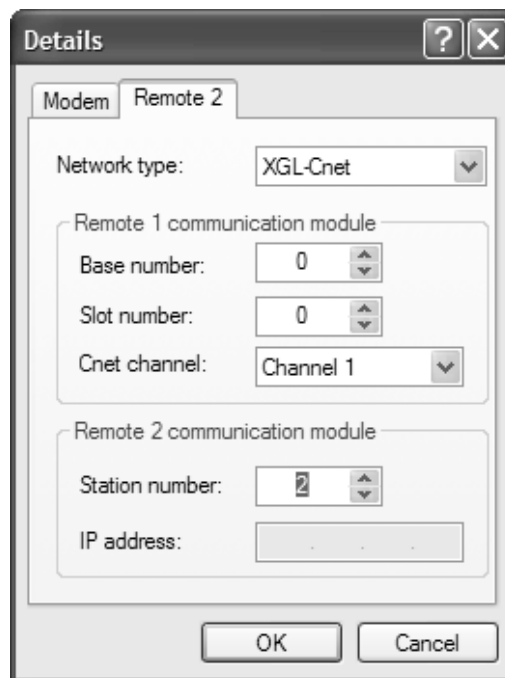 Details
Modem Remote 2
Network type: XGL-Cnet
Remote 1 communication module
Base number: 0
Slot number: 0
Cnet channel: Channel 1
Remote 2 communication module
Station number: 2
IP address: . . .
OK Cancel